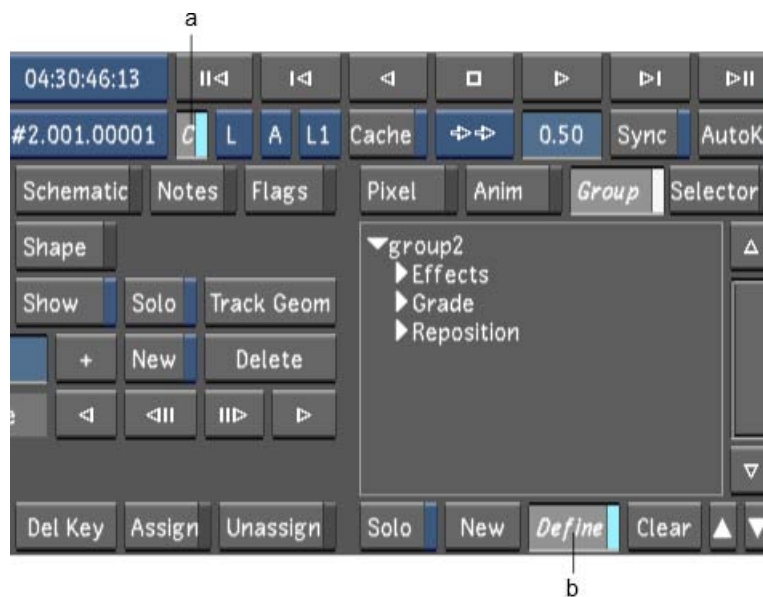 a
04:30:46:13
#2.001.00001 C L A L1 Cache 0.50 Sync AutoK
Schematic Notes Flags Pixel Anim Group Selector
Shape
group2
Effects
Show Solo Track Geom
Grade
Reposition
+ New Delete
Del Key Assign Unassign Solo New Define Clear
b